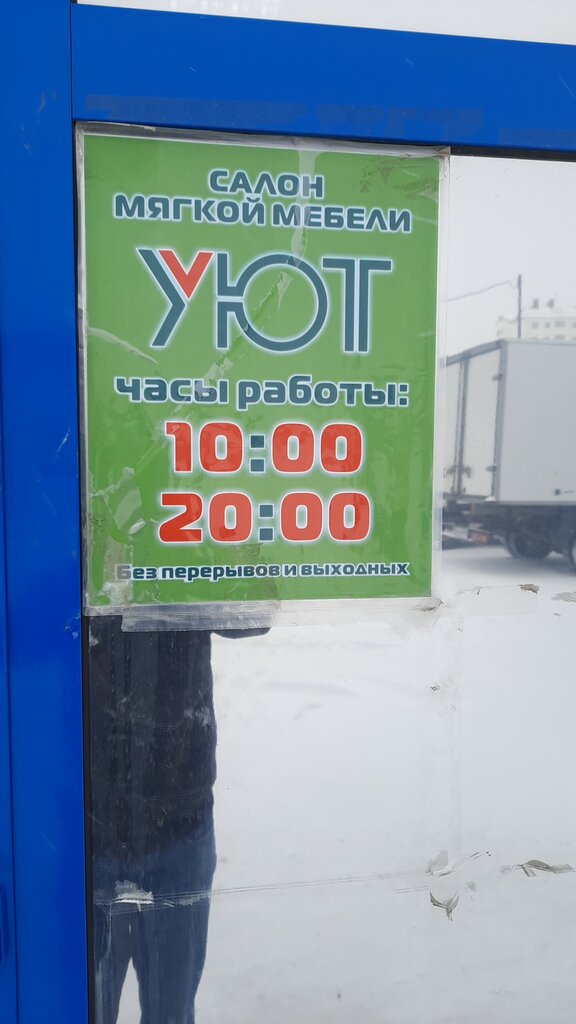 САЛОН
МЯГКОЙ МЕБЕЛИ
УЮТ
часы работы:
10:00
20:00
Без перерывов и выходных